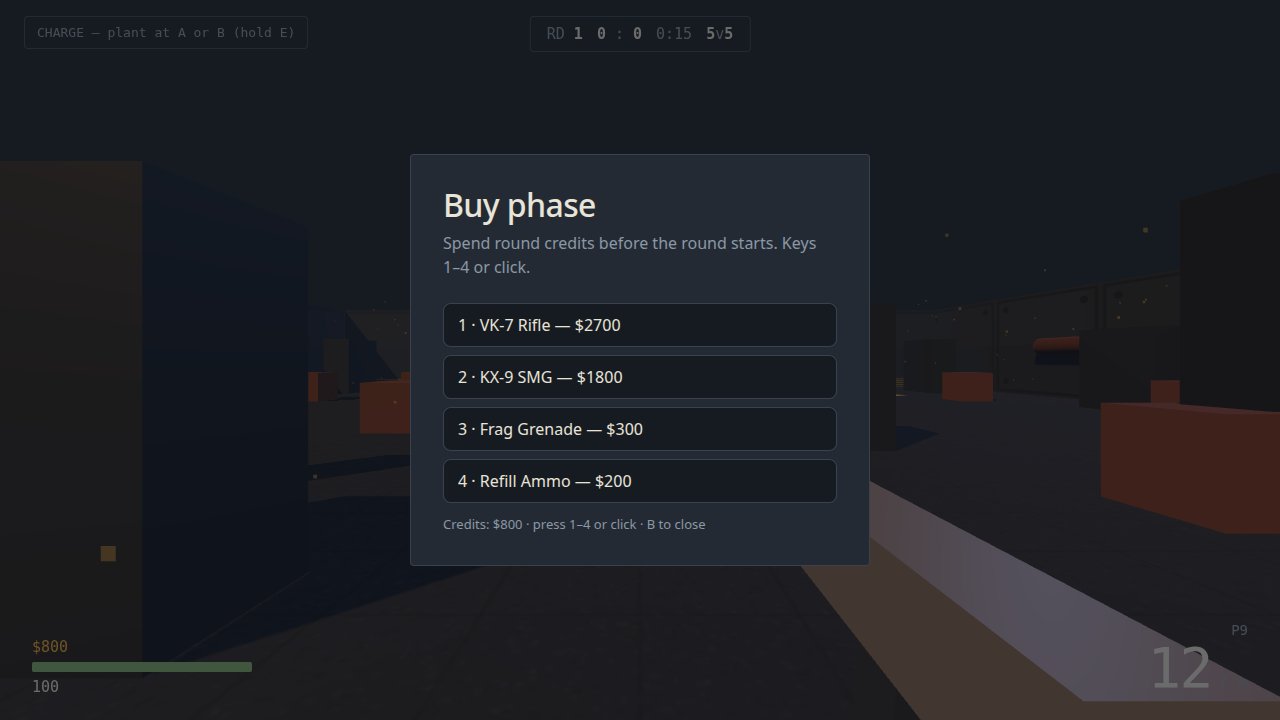 CHARGE — plant at A or B (hold E)
RD 1 0 : 0 0:15 5v5
Buy phase
Spend round credits before the round starts. Keys
1–4 or click.
1 · VK-7 Rifle — $2700
2 · KX-9 SMG — $1800
3 · Frag Grenade — $300
4 · Refill Ammo — $200
Credits: $800 · press 1–4 or click · B to close
$800
100
P9
12